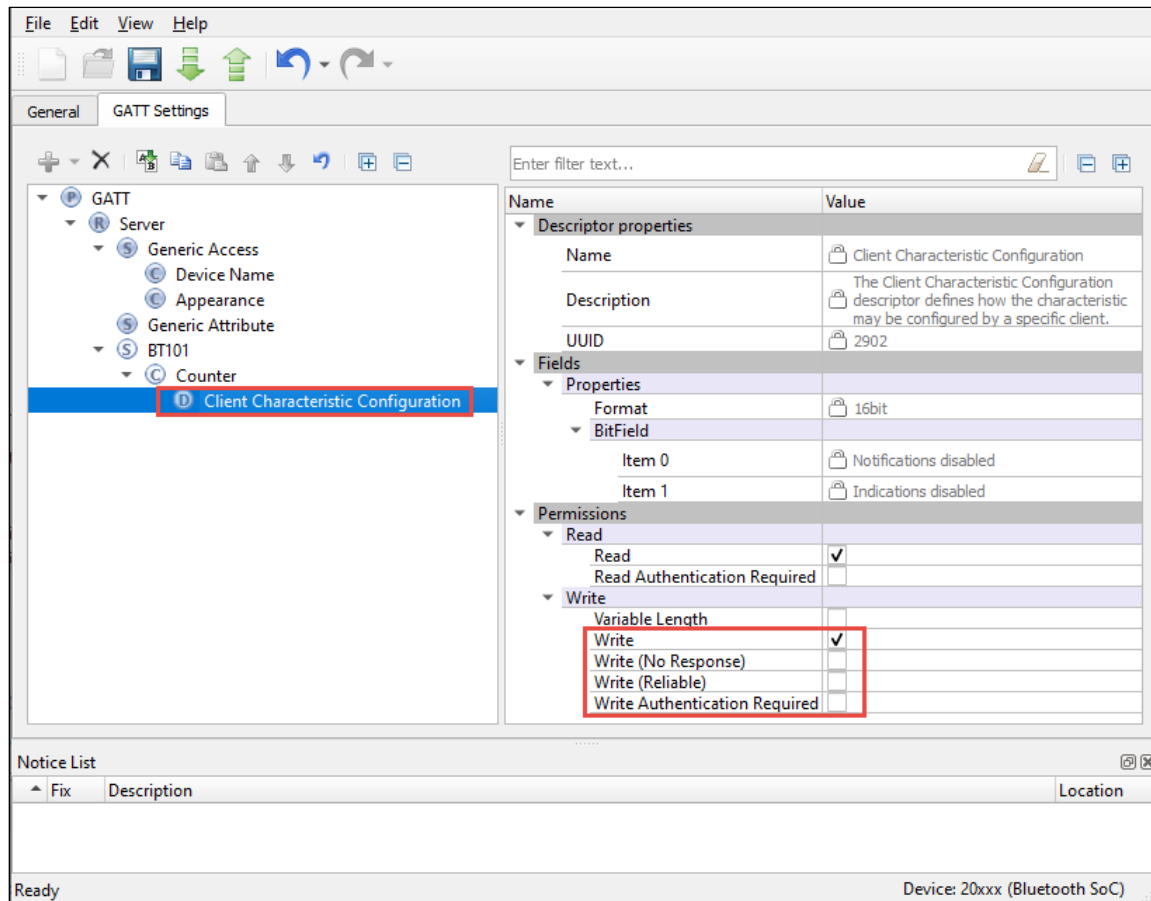 File Edit View Help
General GATT Settings
Enter filter text...
GATT
Server
Generic Access
Device Name
Appearance
Generic Attribute
BT101
Counter
Client Characteristic Configuration
Name Value
Descriptor properties
Name Client Characteristic Configuration
Description The Client Characteristic Configuration
descriptor defines how the characteristic
may be configured by a specific client.
UUID 2902
Fields
Properties
Format 16bit
BitField
Item 0 Notifications disabled
Item 1 Indications disabled
Permissions
Read
Read
Read Authentication Required
Write
Variable Length
Write
Write (No Response)
Write (Reliable)
Write Authentication Required
Notice List
Fix Description Location
Ready Device: 20xxx (Bluetooth SoC)